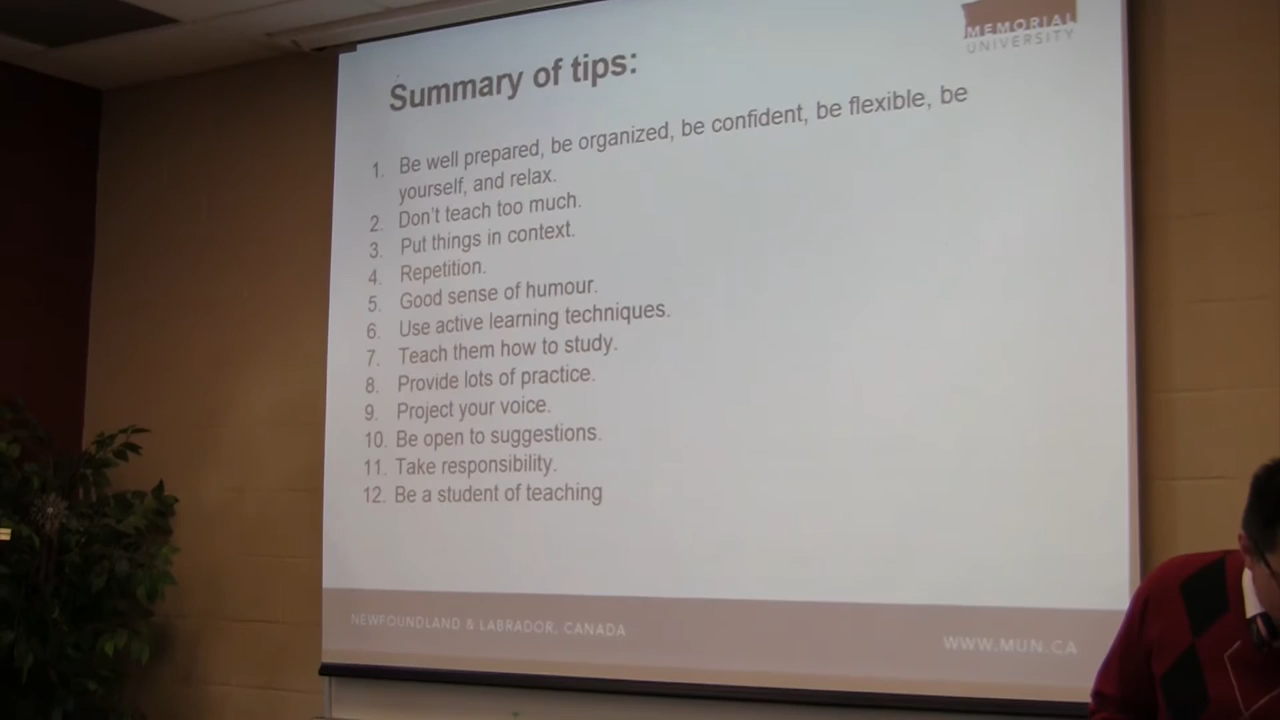 MEMORIAL
UNIVERSITY
Summary of tips:
1. Be well prepared, be organized, be confident, be flexible, be
yourself, and relax.
2. Don't teach too much.
3. Put things in context.
4. Repetition.
5. Good sense of humour.
6. Use active learning techniques.
7. Teach them how to study.
8. Provide lots of practice.
9. Project your voice.
10. Be open to suggestions.
11. Take responsibility.
12. Be a student of teaching
NEWFOUNDLAND & LABRADOR, CANADA
WWW.MUN.CA